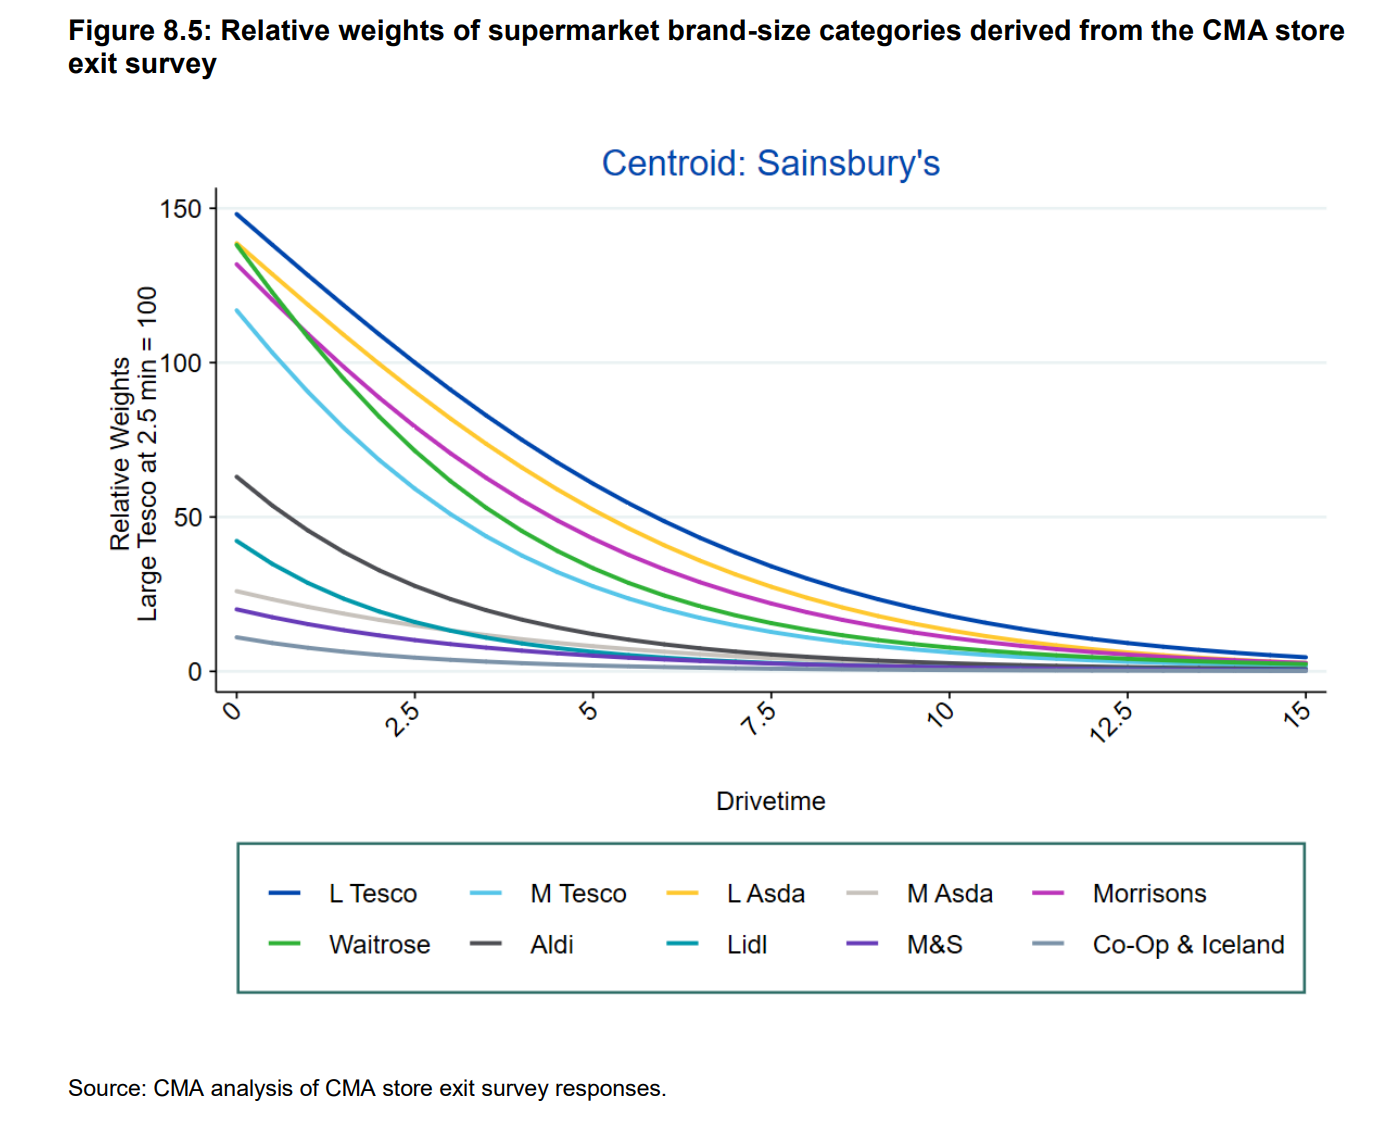 Figure 8.5: Relative weights of supermarket brand-size categories derived from the CMA store
exit survey
Centroid: Sainsbury's
Relative Weights
Large Tesco at 2.5 min = 100
150
100
50
0
0
2.5
5
7.5
10
12.5
15
Drivetime
L Tesco
M Tesco
L Asda
M Asda
Morrisons
Waitrose
Aldi
Lidl
M&S
Co-Op & Iceland
Source: CMA analysis of CMA store exit survey responses.